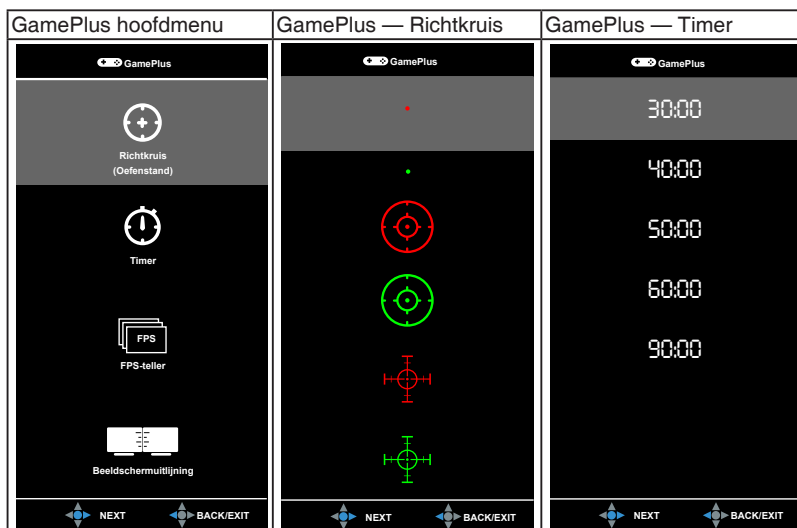 GamePlus hoofdmenu
GamePlus — Richtkruis
GamePlus — Timer
GamePlus
Richtkruis
(Oefenstand)
Timer
FPS
FPS-teller
Beeldschermuitlijning
NEXT
BACK/EXIT
GamePlus
NEXT
BACK/EXIT
GamePlus
30:00
40:00
50:00
60:00
90:00
NEXT
BACK/EXIT